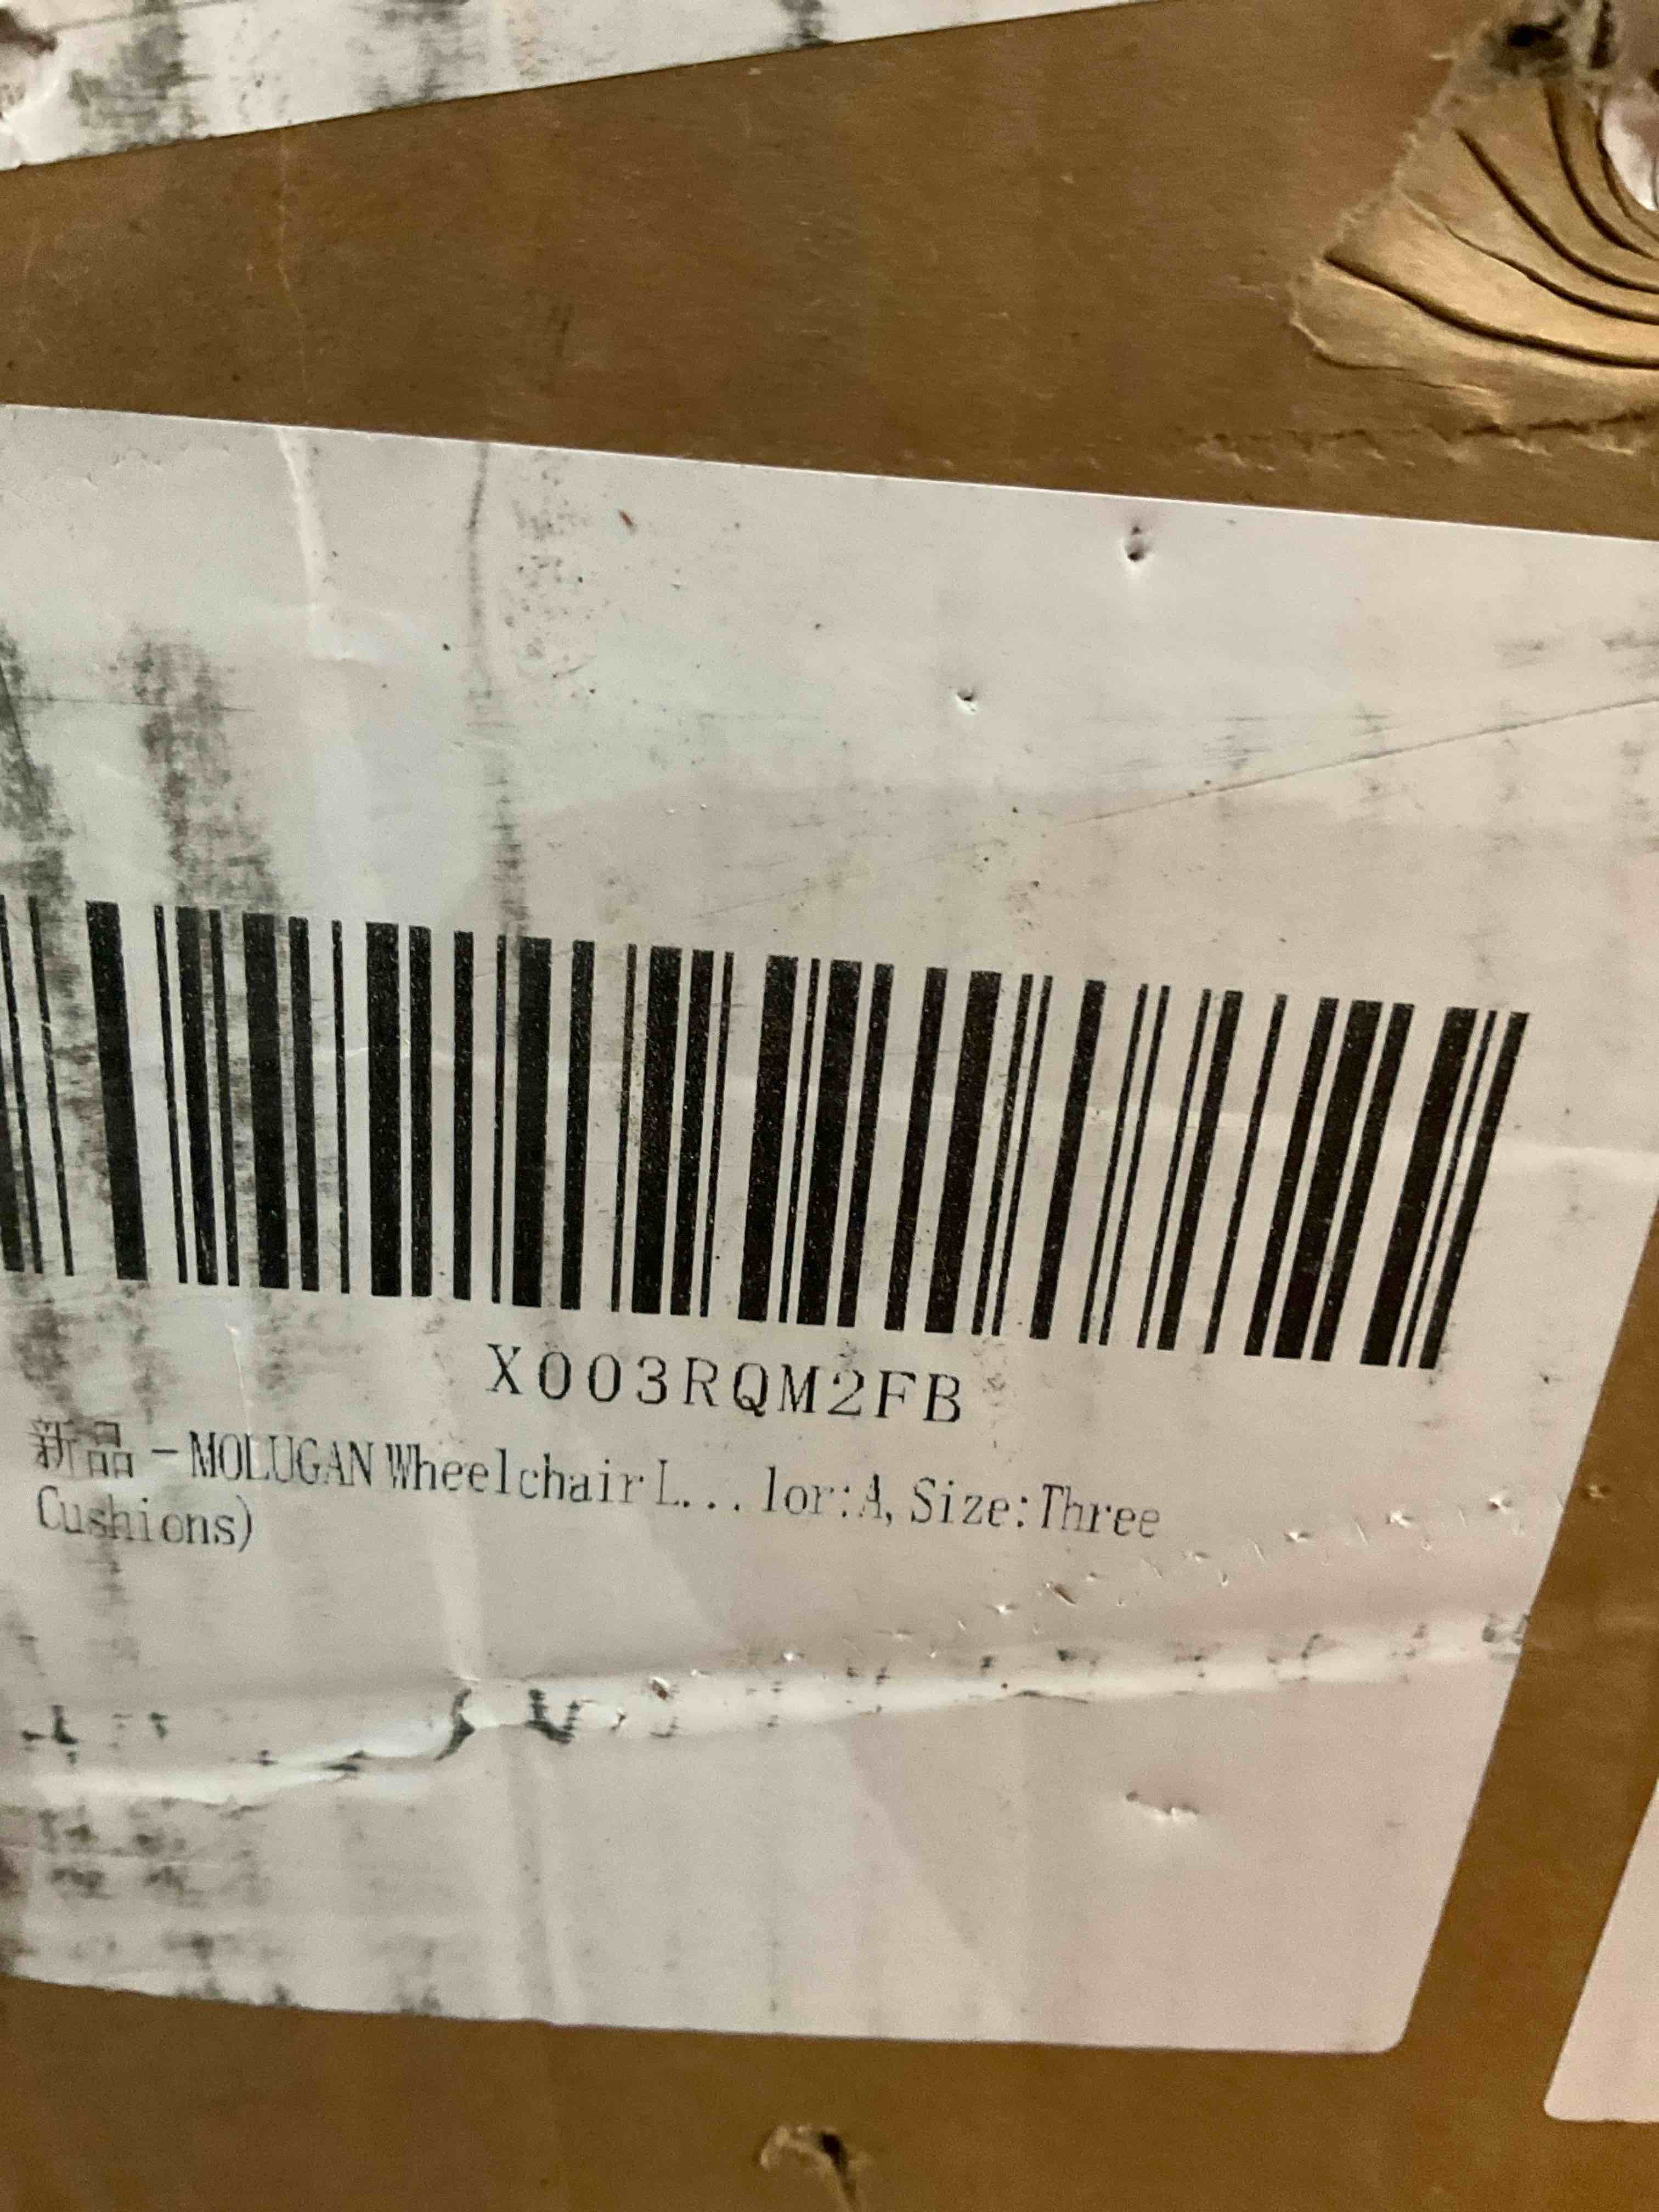 X003RQM2FB
新品 - MOLUGAN Wheelchair L... lor:A, Size:Three
Cushions)